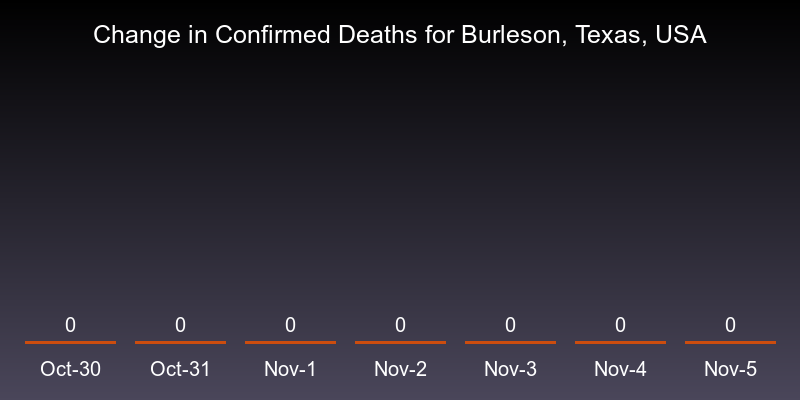 Change in Confirmed Deaths for Burleson, Texas, USA
0 0 0 0 0 0 0
Oct-30 Oct-31 Nov-1 Nov-2 Nov-3 Nov-4 Nov-5